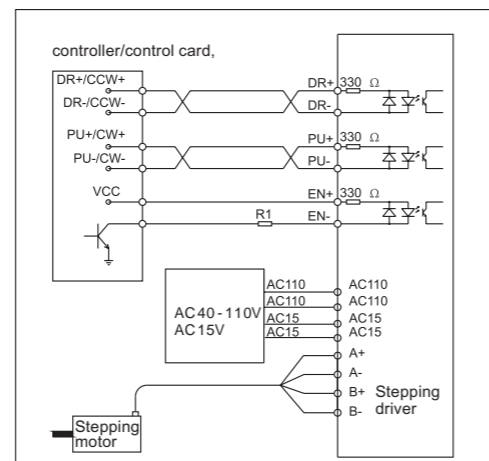 controller/control card,
DR+/CCW+
DR-/CCW-
PU+/CW+
PU-/CW-
VCC
R1
DR+ 330 Ω
DR-
PU+ 330 Ω
PU-
EN+ 330 Ω
EN-
AC40-110V
AC15V
AC110 AC110
AC110 AC110
AC15 AC15
AC15 AC15
A+
A-
B+
B-
Stepping
driver
Stepping
motor